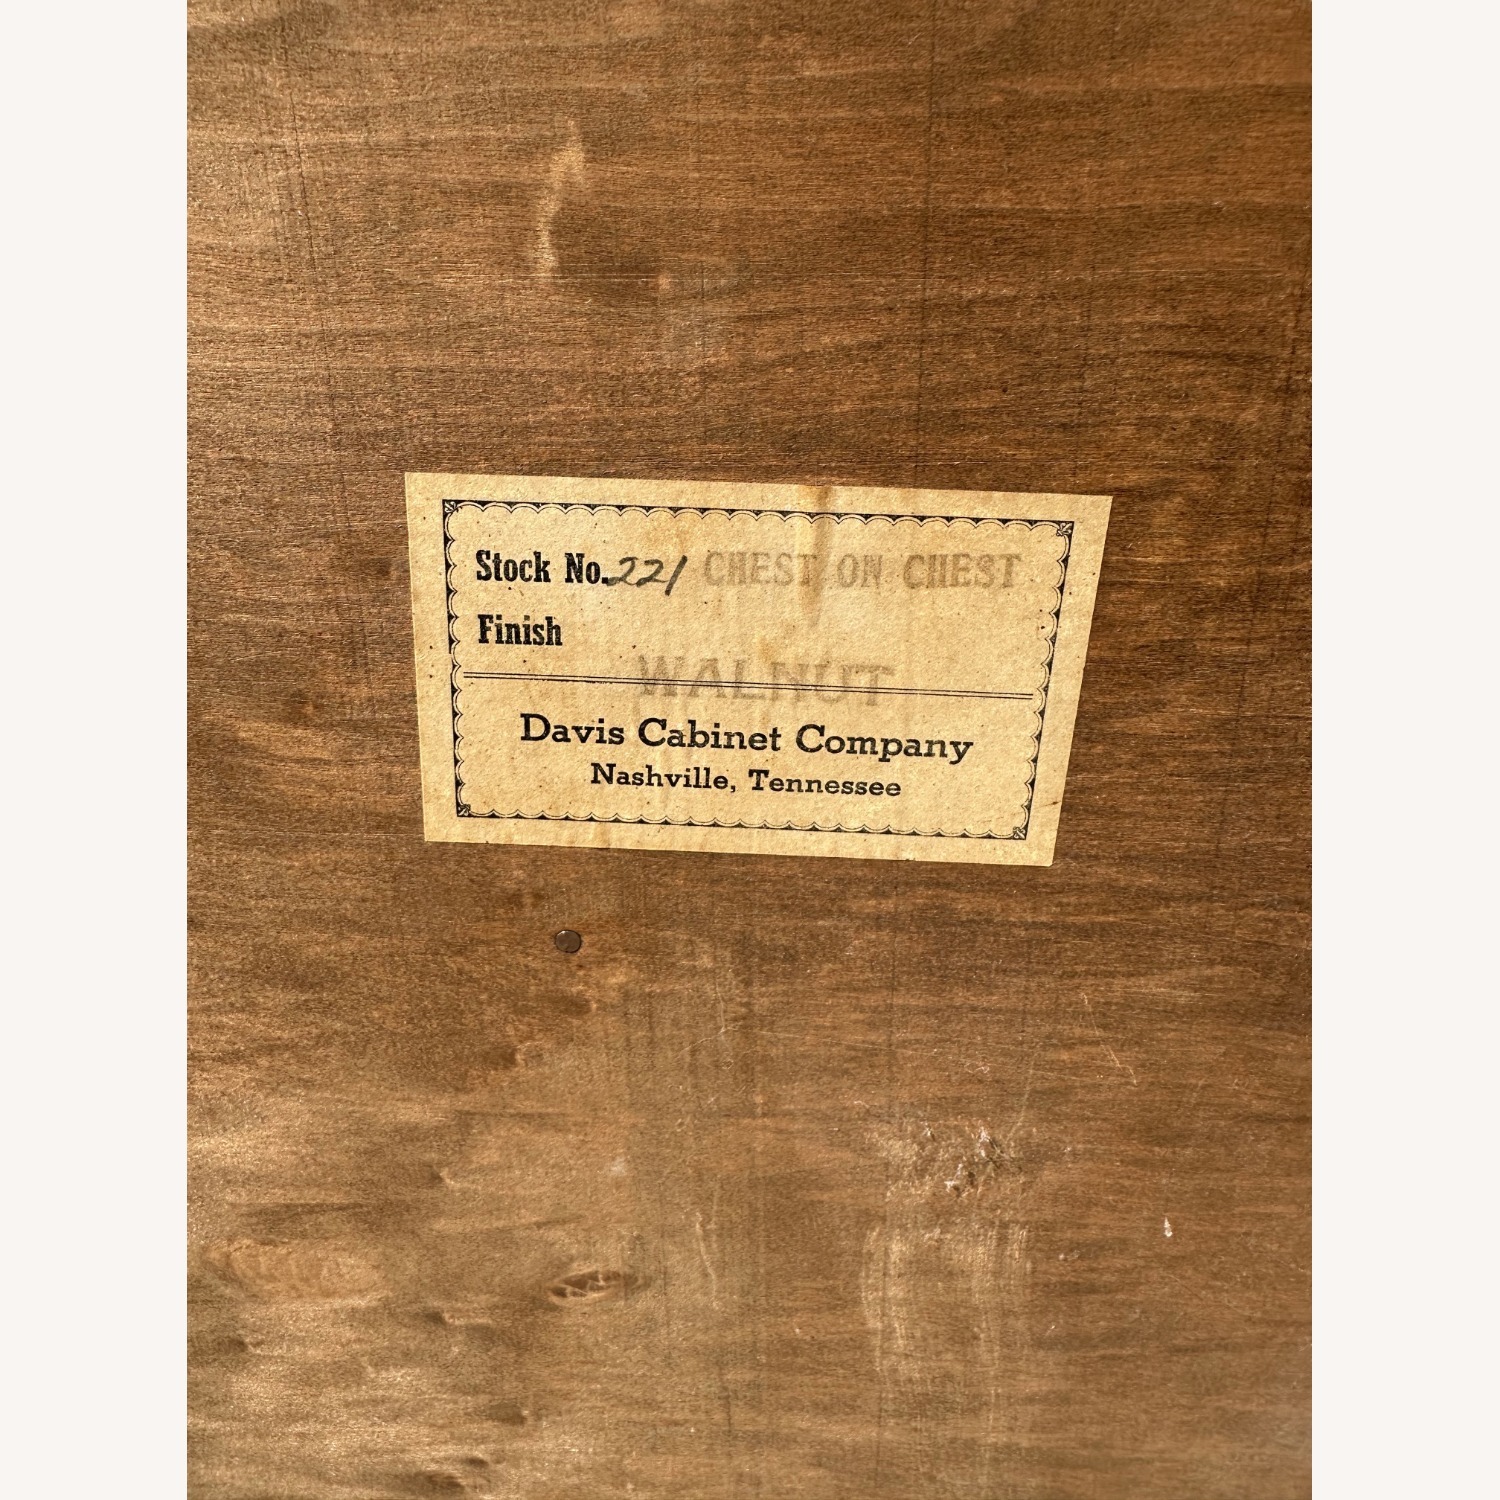 Stock No. 221 CHEST ON CHEST
Finish
WALNUT
Davis Cabinet Company
Nashville, Tennessee